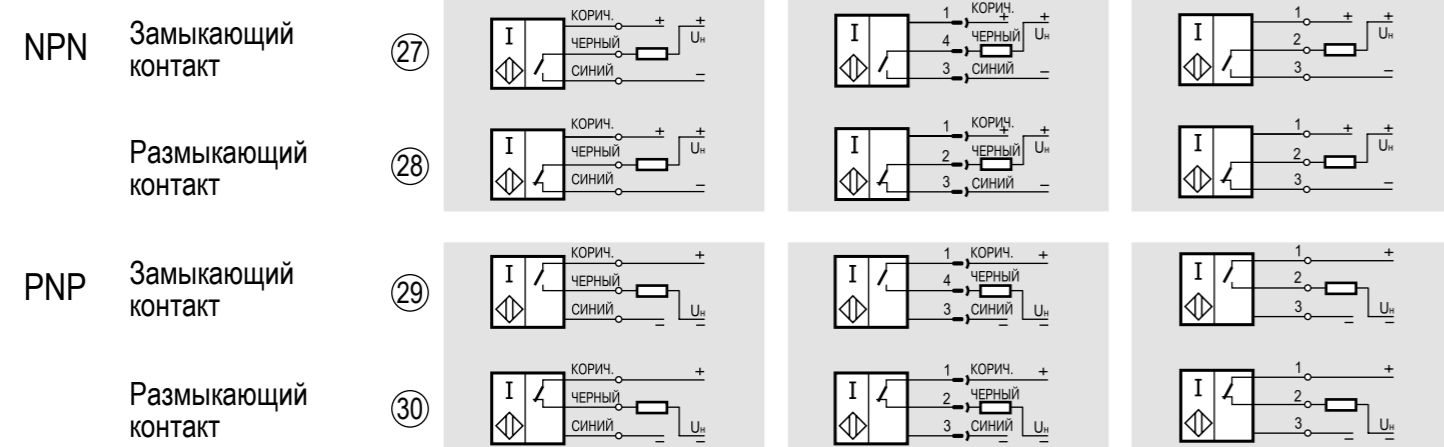 NPN Замыкающий контакт 27
КОРИЧ. + +
I ЧЕРНЫЙ Uн
СИНИЙ –
1 КОРИЧ. + +
I 4 ЧЕРНЫЙ Uн
3 СИНИЙ –
1 + +
I 2 Uн
3 –
Размыкающий контакт 28
КОРИЧ. + +
I ЧЕРНЫЙ Uн
СИНИЙ –
1 КОРИЧ. + +
I 2 ЧЕРНЫЙ Uн
3 СИНИЙ –
1 + +
I 2 Uн
3 –
PNP Замыкающий контакт 29
КОРИЧ. +
I ЧЕРНЫЙ
СИНИЙ – Uн –
1 КОРИЧ. +
I 4 ЧЕРНЫЙ
3 СИНИЙ – Uн –
1 +
I 2
3 – Uн –
Размыкающий контакт 30
КОРИЧ. +
I ЧЕРНЫЙ
СИНИЙ – Uн –
1 КОРИЧ. +
I 2 ЧЕРНЫЙ
3 СИНИЙ – Uн –
1 +
I 2
3 – Uн –